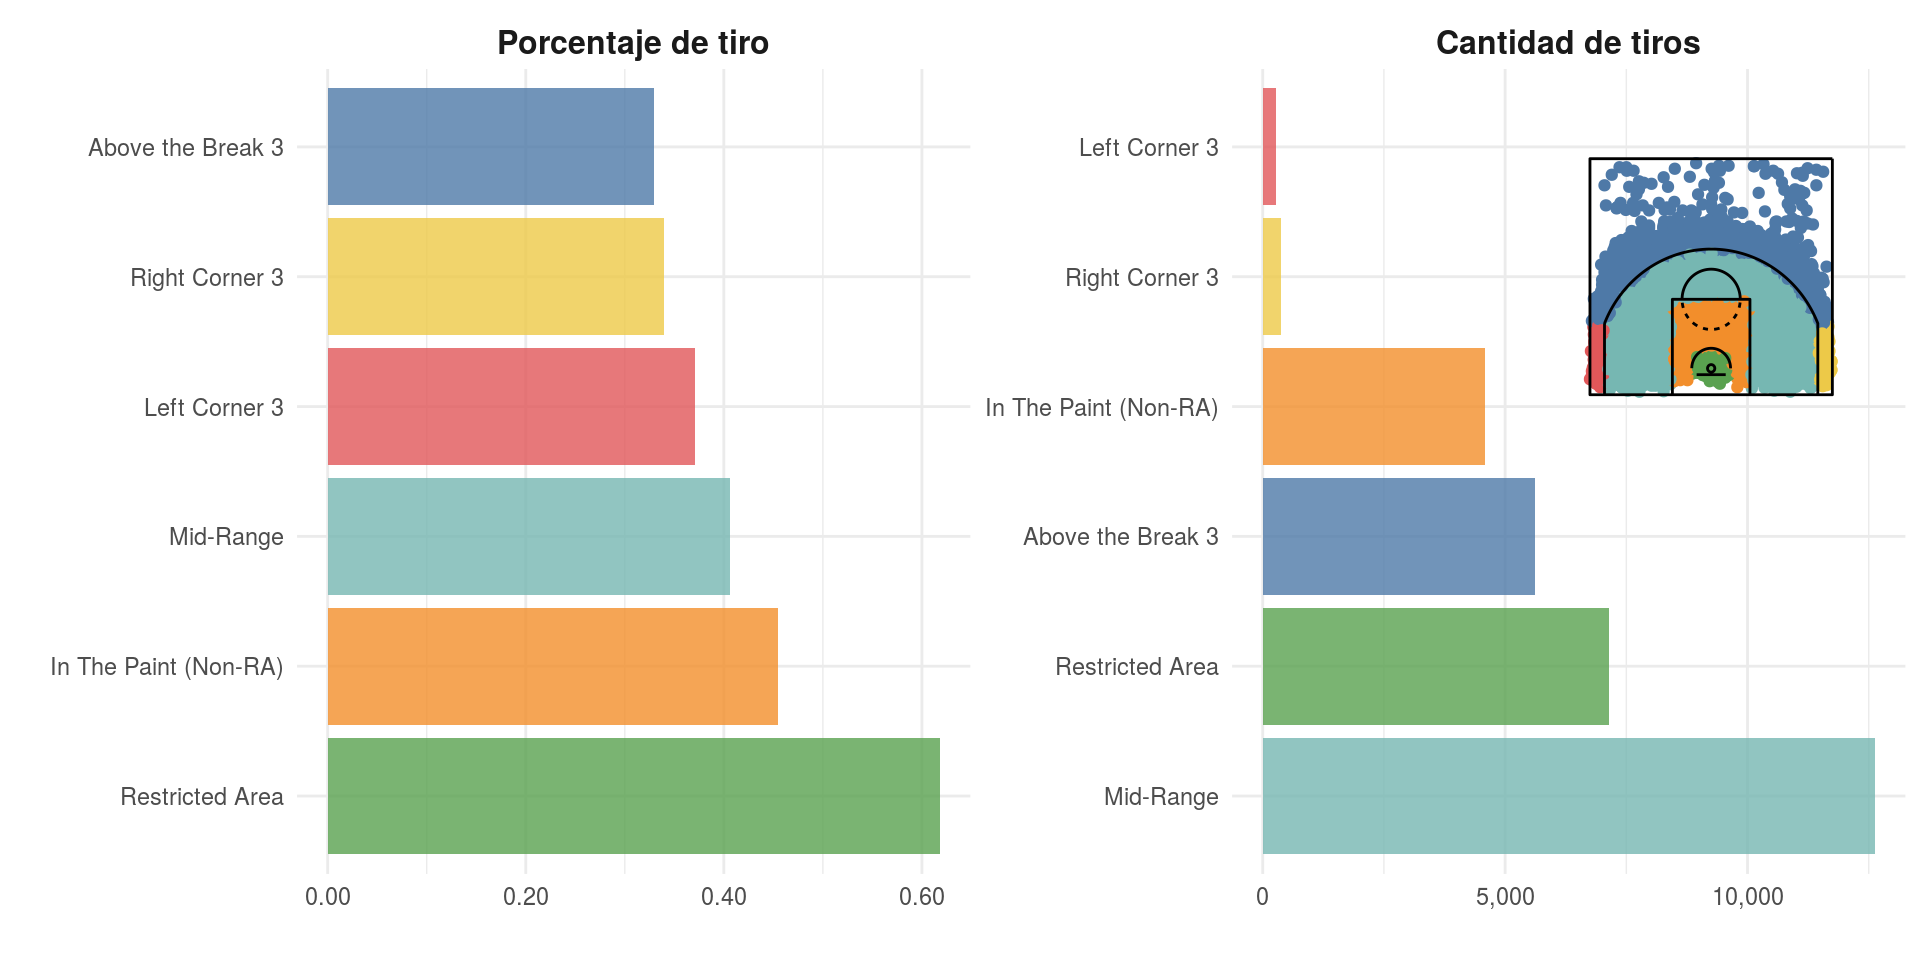 Porcentaje de tiro
Above the Break 3
Right Corner 3
Left Corner 3
Mid-Range
In The Paint (Non-RA)
Restricted Area
0.00 0.20 0.40 0.60
Cantidad de tiros
Left Corner 3
Right Corner 3
In The Paint (Non-RA)
Above the Break 3
Restricted Area
Mid-Range
0 5,000 10,000